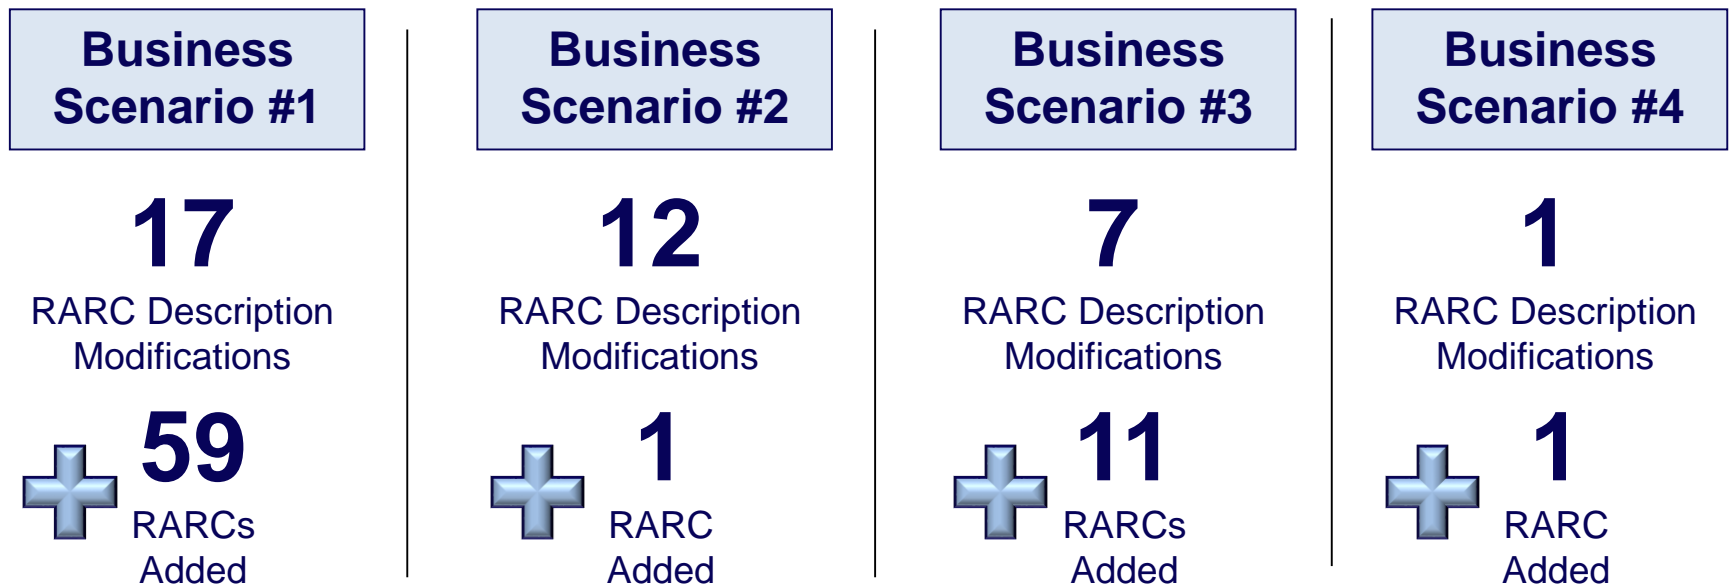 Business
Scenario #1
17
RARC Description
Modifications
59
RARCs
Added
Business
Scenario #2
12
RARC Description
Modifications
1
RARC
Added
Business
Scenario #3
7
RARC Description
Modifications
11
RARCs
Added
Business
Scenario #4
1
RARC Description
Modifications
1
RARC
Added